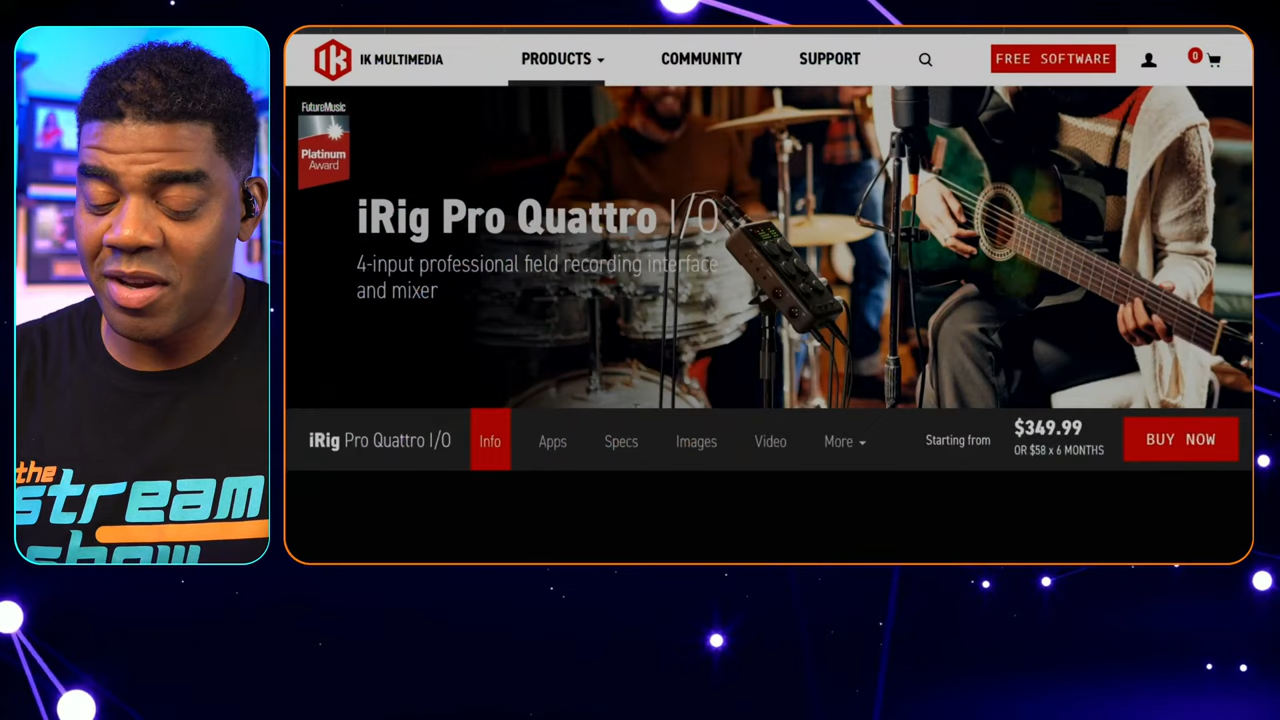 IK MULTIMEDIA
PRODUCTS
COMMUNITY
SUPPORT
FREE SOFTWARE
0
FutureMusic
Platinum
Award
iRig Pro Quattro I/O
4-input professional field recording interface
and mixer
iRig Pro Quattro I/O
Info
Apps
Specs
Images
Video
More
Starting from
$349.99
OR $58 x 6 MONTHS
BUY NOW
the
stream
show